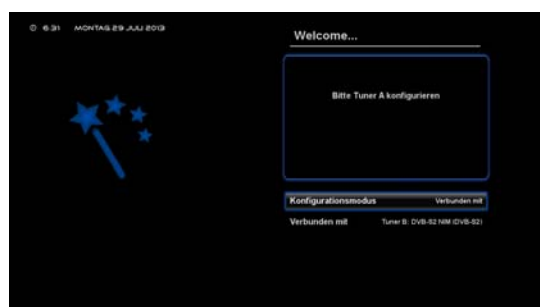 6:31 MONTAG 29 JULI 2013
Welcome...
Bitte Tuner A konfigurieren
Konfigurationsmodus Verbunden mit
Verbunden mit Tuner B: DVB-S2 NIM (DVB-S2)